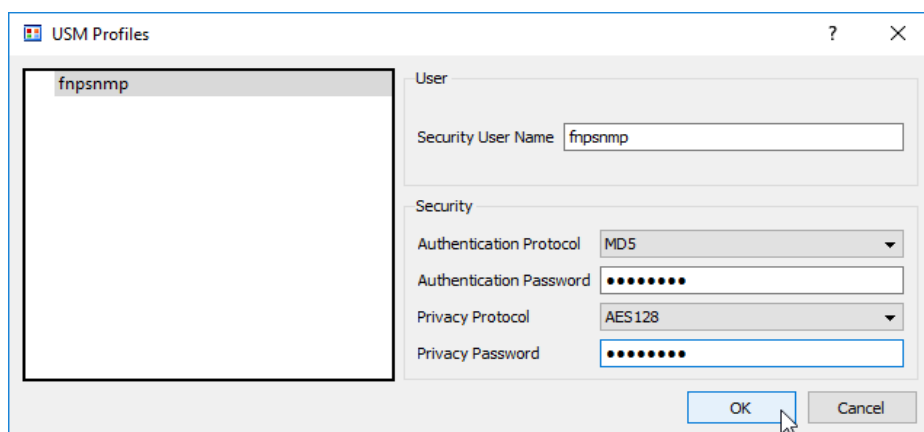 USM Profiles
?
fnpsnmp
User
Security User Name fnpsnmp
Security
Authentication Protocol MD5
Authentication Password ••••••••
Privacy Protocol AES128
Privacy Password ••••••••
OK Cancel